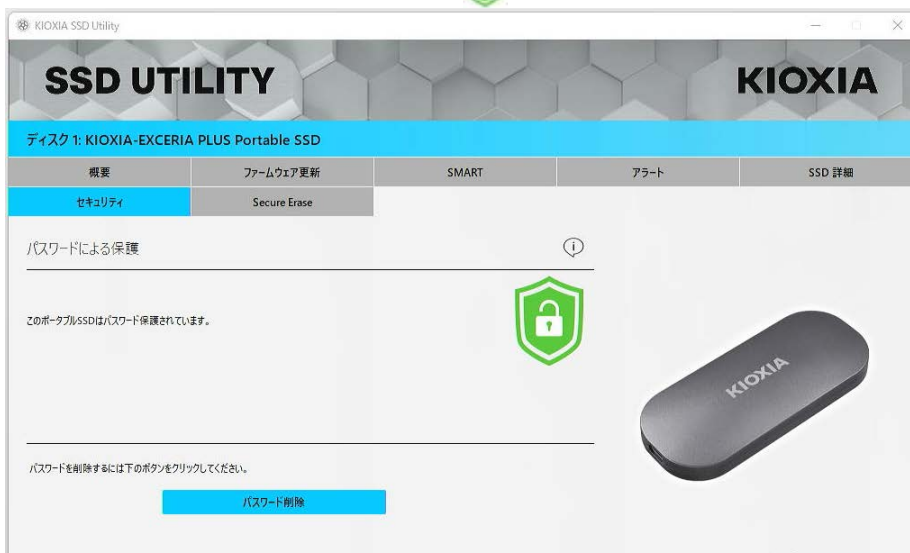 KIOXIA SSD Utility
SSD UTILITY
KIOXIA
ディスク 1: KIOXIA-EXCERIA PLUS Portable SSD
概要
ファームウェア更新
SMART
アラート
SSD 詳細
セキュリティ
Secure Erase
パスワードによる保護
このポータブルSSDはパスワード保護されています。
KIOXIA
パスワードを削除するには下のボタンをクリックしてください。
パスワード削除